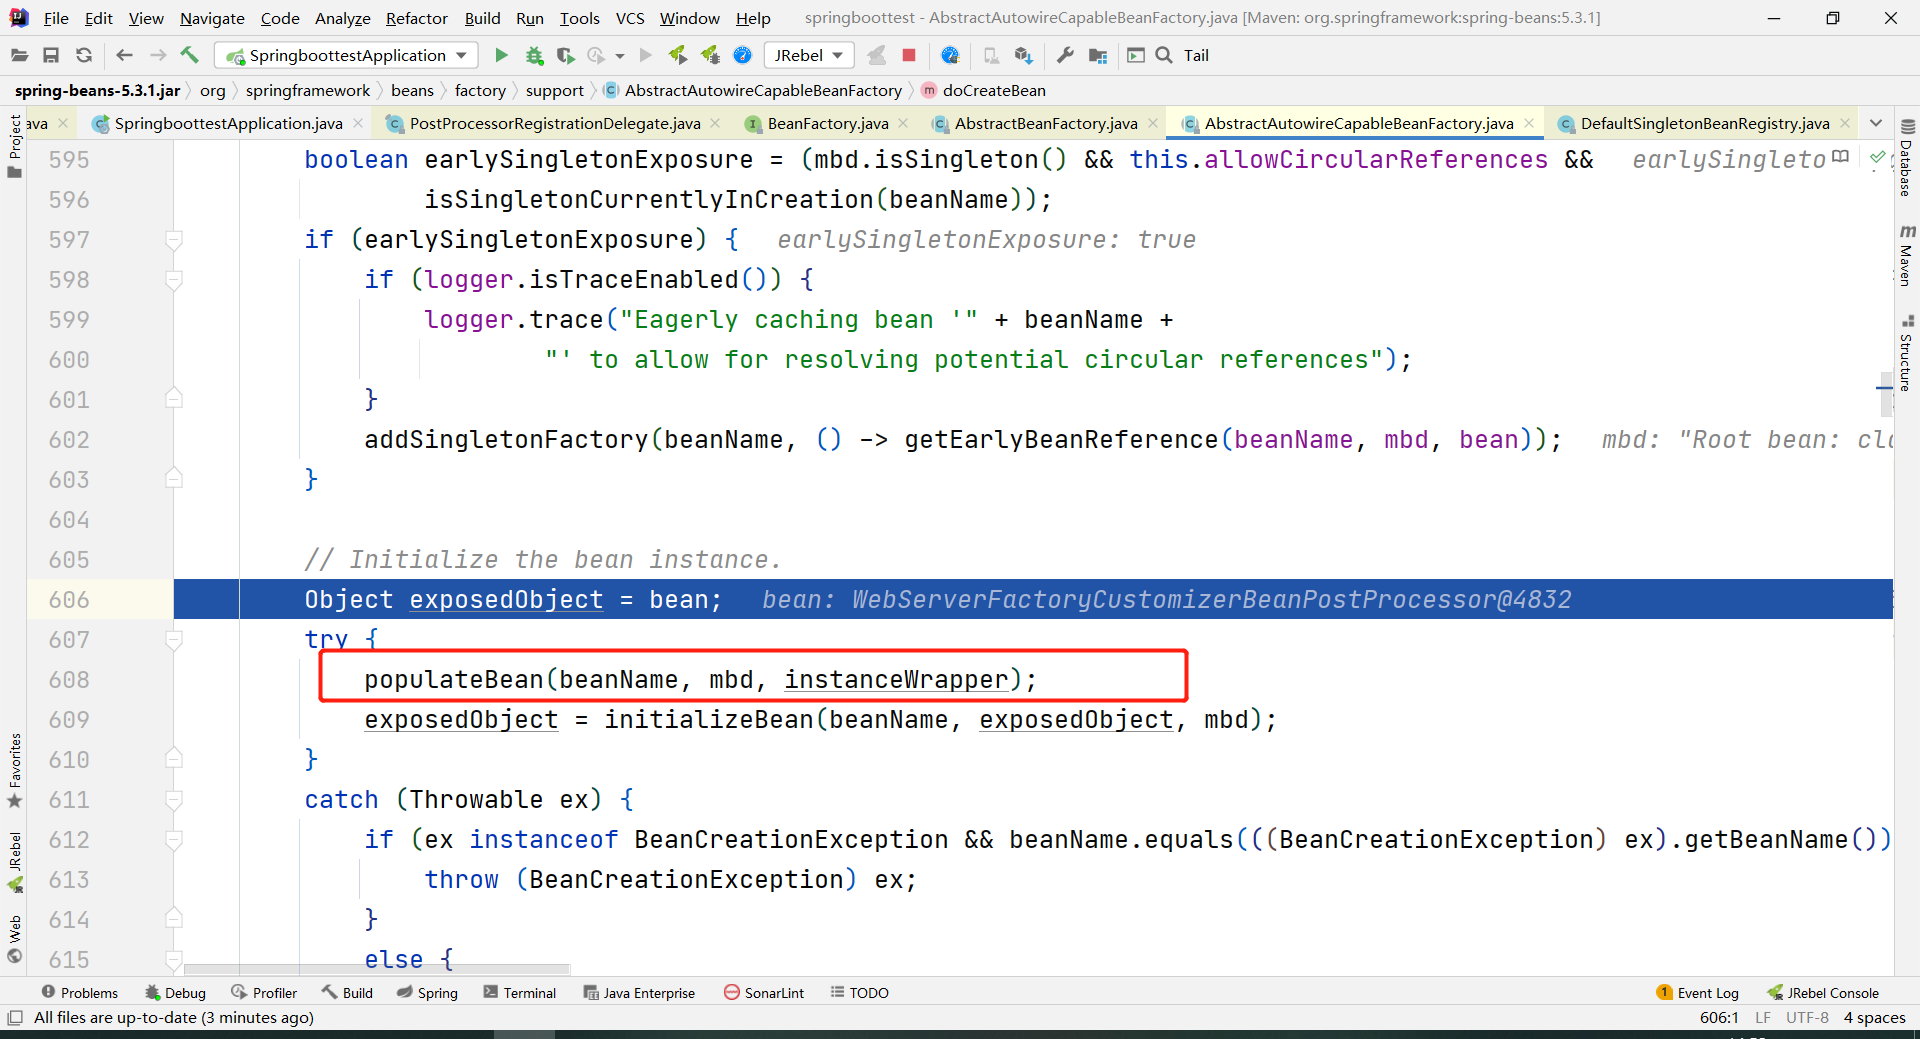 File Edit View Navigate Code Analyze Refactor Build Run Tools VCS Window Help springboottest - AbstractAutowireCapableBeanFactory.java [Maven: org.springframework:spring-beans:5.3.1]
SpringboottestApplication JRebel Tail
spring-beans-5.3.1.jar org springframework beans factory support AbstractAutowireCapableBeanFactory doCreateBean
ava SpringboottestApplication.java PostProcessorRegistrationDelegate.java BeanFactory.java AbstractBeanFactory.java AbstractAutowireCapableBeanFactory.java DefaultSingletonBeanRegistry.java
Project
Favorites
JRebel
Web
Database
Maven
Structure
595 boolean earlySingletonExposure = (mbd.isSingleton() && this.allowCircularReferences && earlySingleto
596 isSingletonCurrentlyInCreation(beanName));
597 if (earlySingletonExposure) { earlySingletonExposure: true
598 if (logger.isTraceEnabled()) {
599 logger.trace("Eagerly caching bean '" + beanName +
600 "' to allow for resolving potential circular references");
601 }
602 addSingletonFactory(beanName, () -> getEarlyBeanReference(beanName, mbd, bean)); mbd: "Root bean: cla
603 }
604
605 // Initialize the bean instance.
606 Object exposedObject = bean; bean: WebServerFactoryCustomizerBeanPostProcessor@4832
607 try {
608 populateBean(beanName, mbd, instanceWrapper);
609 exposedObject = initializeBean(beanName, exposedObject, mbd);
610 }
611 catch (Throwable ex) {
612 if (ex instanceof BeanCreationException && beanName.equals(((BeanCreationException) ex).getBeanName())
613 throw (BeanCreationException) ex;
614 }
615 else {
Problems Debug Profiler Build Spring Terminal Java Enterprise SonarLint TODO 1 Event Log JRebel Console
All files are up-to-date (3 minutes ago) 606:1 LF UTF-8 4 spaces